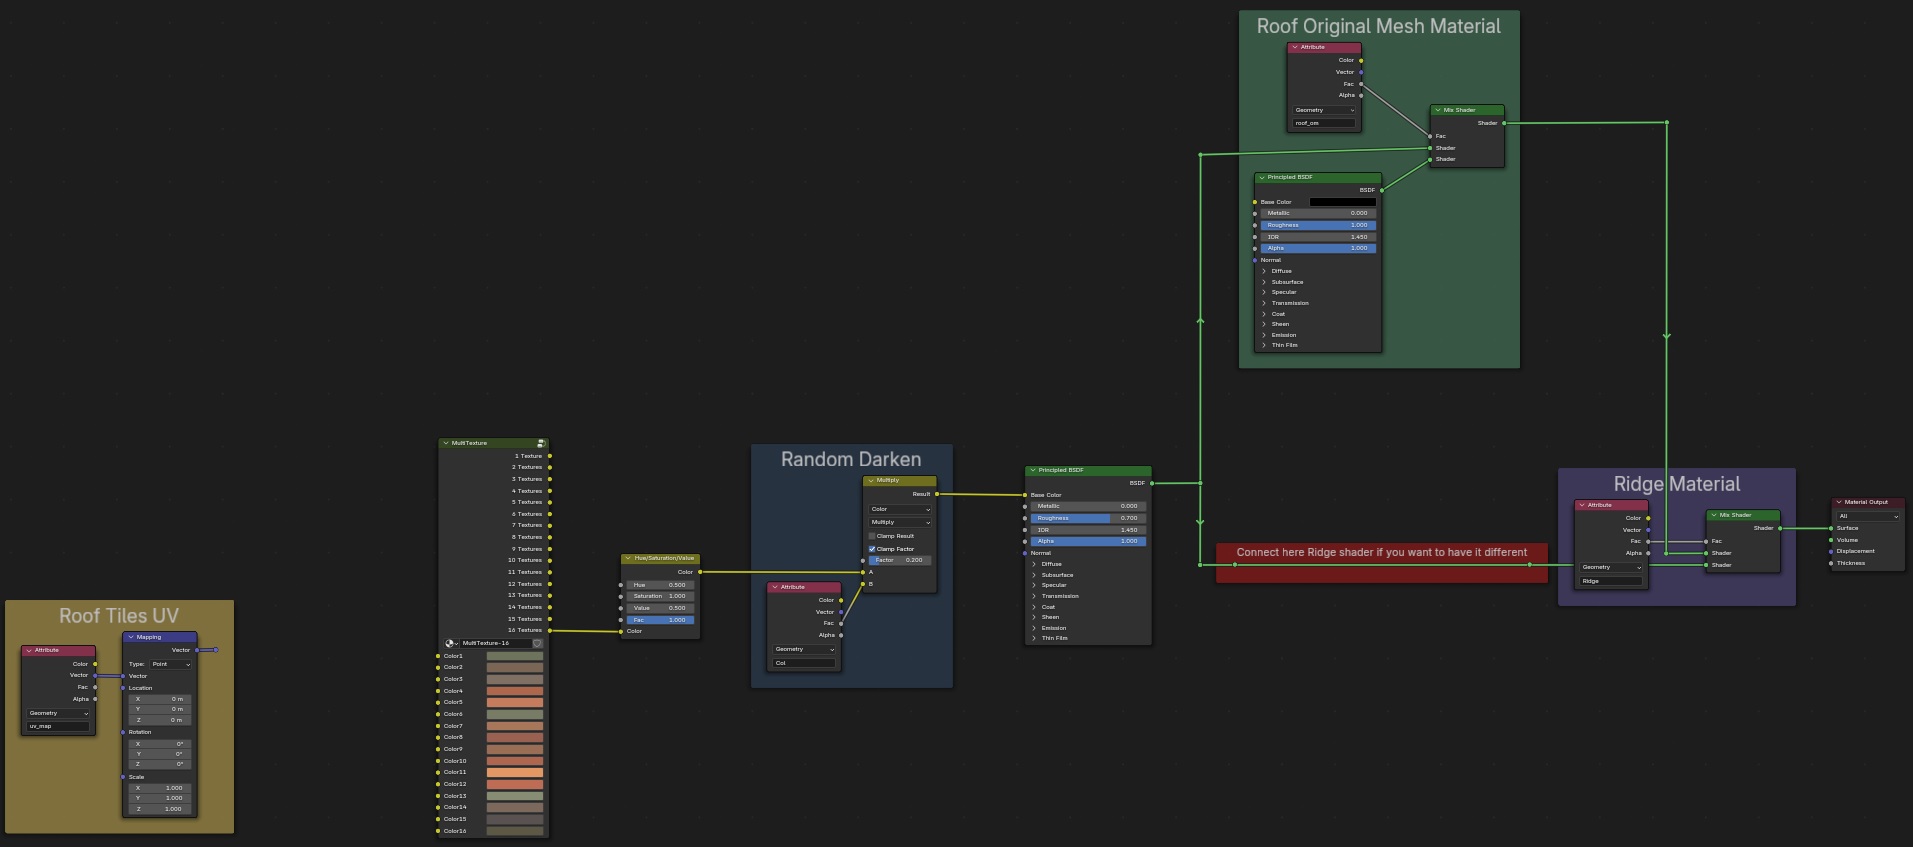 Roof Original Mesh Material
Attribute
Color
Vector
Fac
Alpha
Geometry
roof_om
Mix Shader
Shader
Fac
Shader
Shader
Principled BSDF
BSDF
Base Color
Metallic 0.000
Roughness 1.000
IOR 1.450
Alpha 1.000
Normal
Diffuse
Subsurface
Specular
Transmission
Coat
Sheen
Emission
Thin Film
Roof Tiles UV
Attribute
Color
Vector
Fac
Alpha
Geometry
uv_map
Mapping
Vector
Type: Point
Vector
Location
X 0 m
Y 0 m
Z 0 m
Rotation
X 0°
Y 0°
Z 0°
Scale
X 1.000
Y 1.000
Z 1.000
MultiTexture
1 Texture
2 Textures
3 Textures
4 Textures
5 Textures
6 Textures
7 Textures
8 Textures
9 Textures
10 Textures
11 Textures
12 Textures
13 Textures
14 Textures
15 Textures
16 Textures
MultiTexture-16
Color1
Color2
Color3
Color4
Color5
Color6
Color7
Color8
Color9
Color10
Color11
Color12
Color13
Color14
Color15
Color16
Hue/Saturation/Value
Color
Hue 0.500
Saturation 1.000
Value 0.500
Fac 1.000
Color
Random Darken
Multiply
Result
Color
Multiply
Clamp Result
Clamp Factor
Factor 0.200
A
B
Attribute
Color
Vector
Fac
Alpha
Geometry
Col
Principled BSDF
BSDF
Base Color
Metallic 0.000
Roughness 0.700
IOR 1.450
Alpha 1.000
Normal
Diffuse
Subsurface
Specular
Transmission
Coat
Sheen
Emission
Thin Film
Connect here Ridge shader if you want to have it different
Ridge Material
Attribute
Color
Vector
Fac
Alpha
Geometry
Ridge
Mix Shader
Shader
Fac
Shader
Shader
Material Output
All
Surface
Volume
Displacement
Thickness